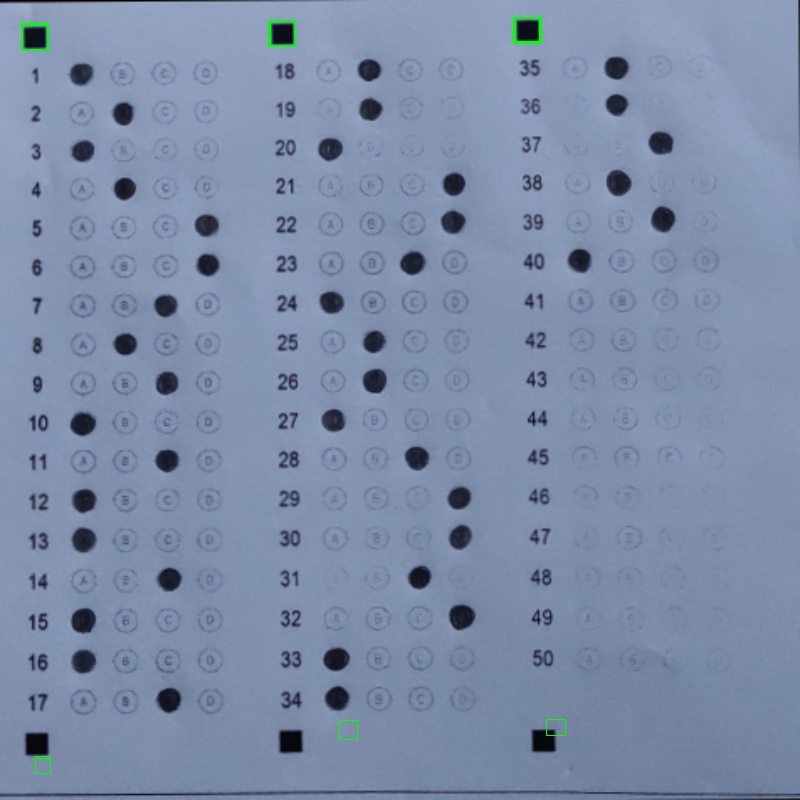 1 B C D
2 A C D
3 B C D
4 A C D
5 A B C
6 A B C
7 A B D
8 A C D
9 A B D
10 B C D
11 A B D
12 B C D
13 B C D
14 A B D
15 B C D
16 B C D
17 A B D
18 A C D
19 A C D
20
21 A B C
22 A B C
23 A B D
24 B C D
25 A C D
26 A C D
27 B C D
28 A B D
29 A B C
30 A B C
31 B
32 A B C
33 B C D
34 B C D
35 A C
36
37
38 A C D
39 A B D
40 B C D
41 A B C D
42 A B C D
43 A B C D
44 A B
45 A B C D
46 A B
47 A B
48
49 A B
50 A B